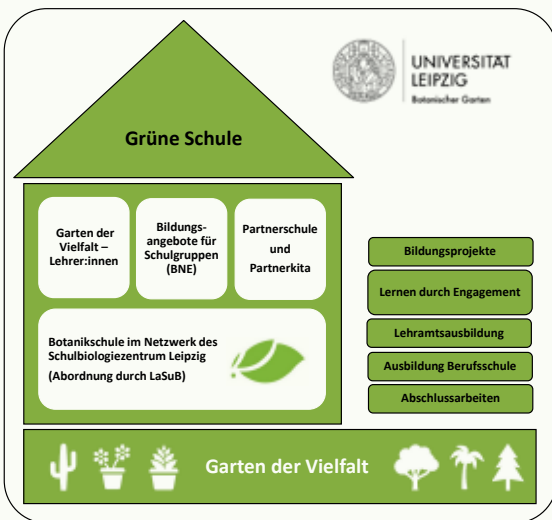 UNIVERSITÄT
LEIPZIG
Botanischer Garten
Grüne Schule
Garten der
Vielfalt –
Lehrer:innen
Bildungs-
angebote für
Schulgruppen
(BNE)
Partnerschule
und
Partnerkita
Botanikschule im Netzwerk des
Schulbiologiezentrum Leipzig
(Abordnung durch LaSuB)
Bildungsprojekte
Lernen durch Engagement
Lehramtsausbildung
Ausbildung Berufsschule
Abschlussarbeiten
Garten der Vielfalt